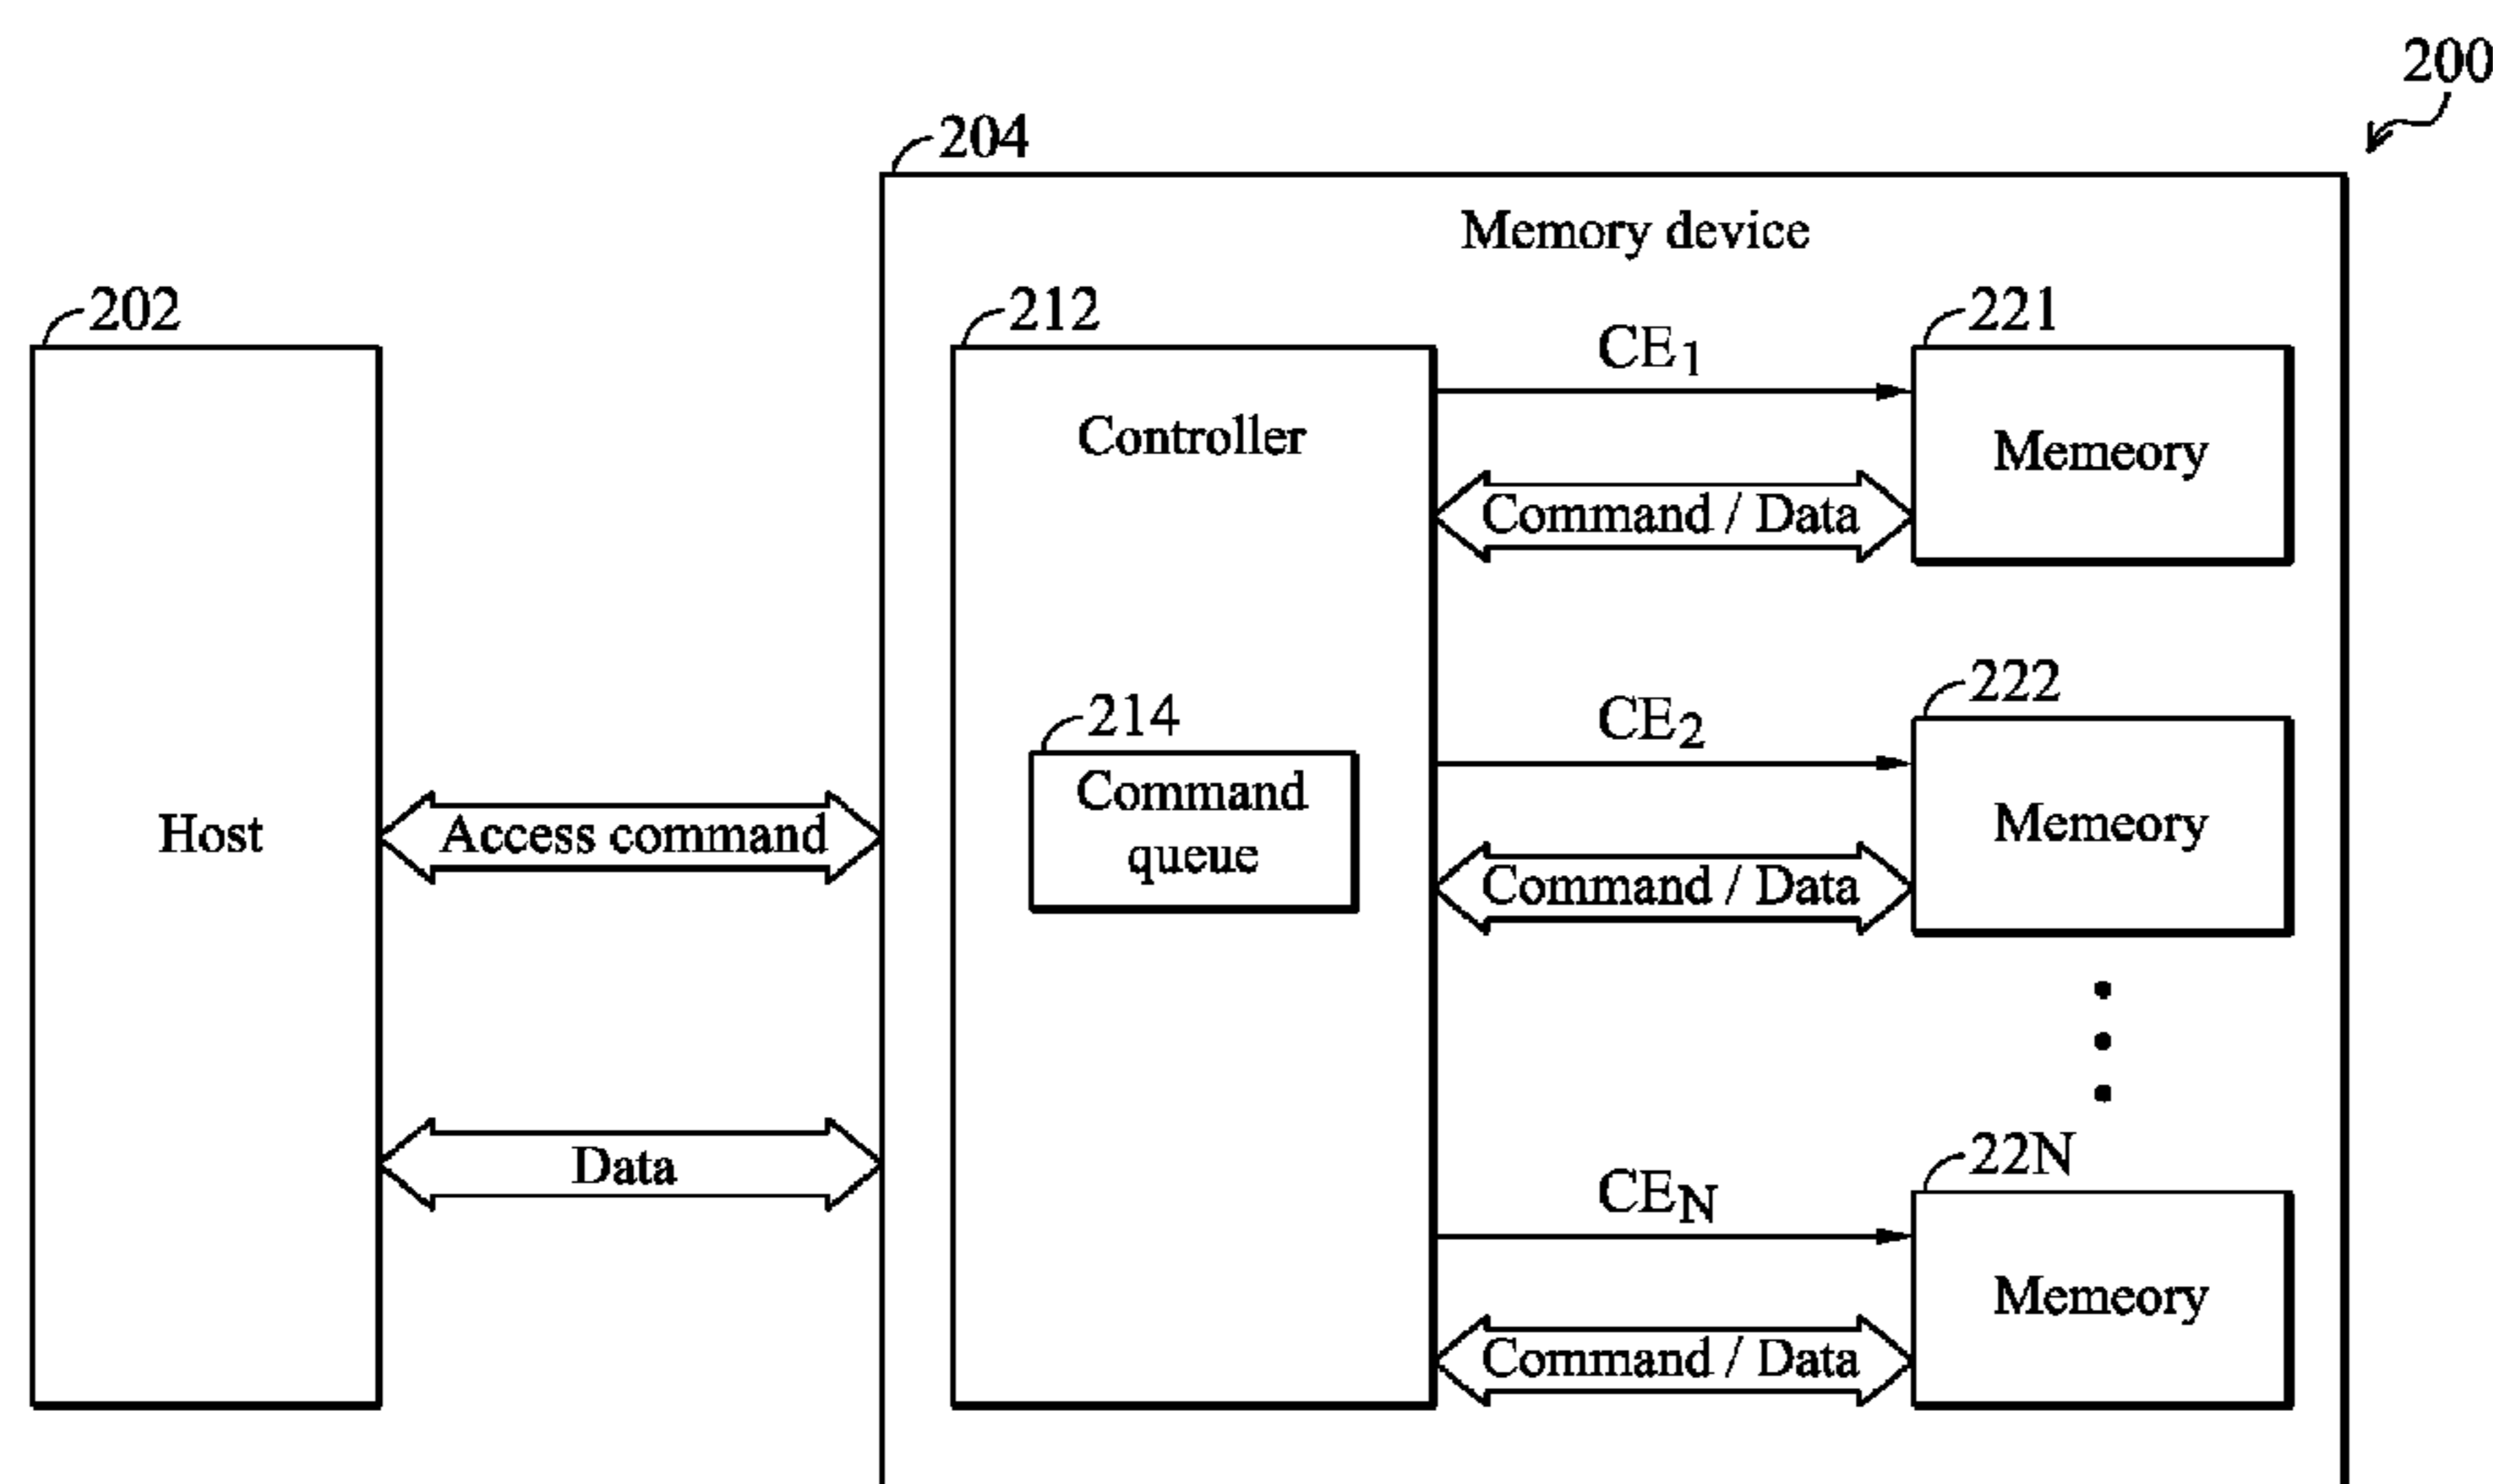 200
204
Memory device
202
212
221
CE1
Controller
Memeory
Command / Data
222
214
CE2
Command
queue
Host
Access command
Memeory
Command / Data
22N
Data
CEN
Memeory
Command / Data